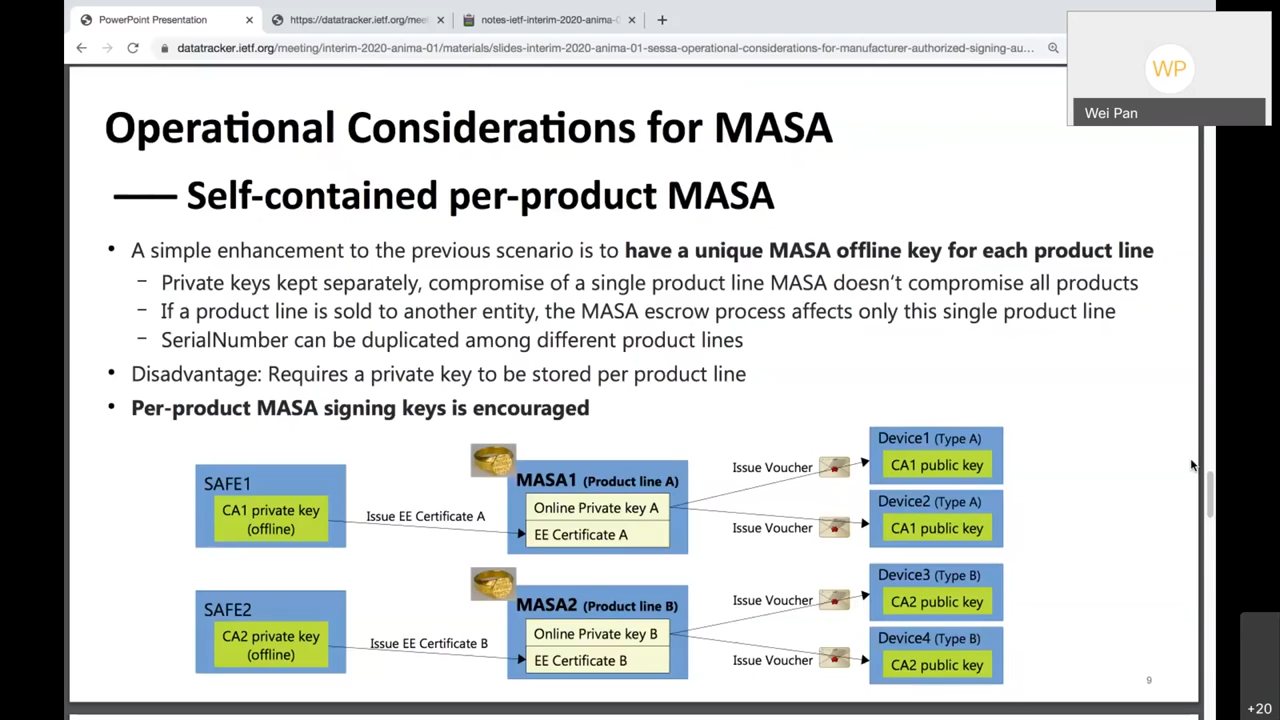 PowerPoint Presentation
https://datatracker.ietf.org/mee
notes-ietf-interim-2020-anima-
datatracker.ietf.org/meeting/interim-2020-anima-01/materials/slides-interim-2020-anima-01-sessa-operational-considerations-for-manufacturer-authorized-signing-au...
WP
Wei Pan
Operational Considerations for MASA
—— Self-contained per-product MASA
• A simple enhancement to the previous scenario is to have a unique MASA offline key for each product line
− Private keys kept separately, compromise of a single product line MASA doesn't compromise all products
− If a product line is sold to another entity, the MASA escrow process affects only this single product line
− SerialNumber can be duplicated among different product lines
• Disadvantage: Requires a private key to be stored per product line
• Per-product MASA signing keys is encouraged
SAFE1
CA1 private key
(offline)
Issue EE Certificate A
MASA1 (Product line A)
Online Private key A
EE Certificate A
Issue Voucher
Issue Voucher
Device1 (Type A)
CA1 public key
Device2 (Type A)
CA1 public key
SAFE2
CA2 private key
(offline)
Issue EE Certificate B
MASA2 (Product line B)
Online Private key B
EE Certificate B
Issue Voucher
Issue Voucher
Device3 (Type B)
CA2 public key
Device4 (Type B)
CA2 public key
9
+20